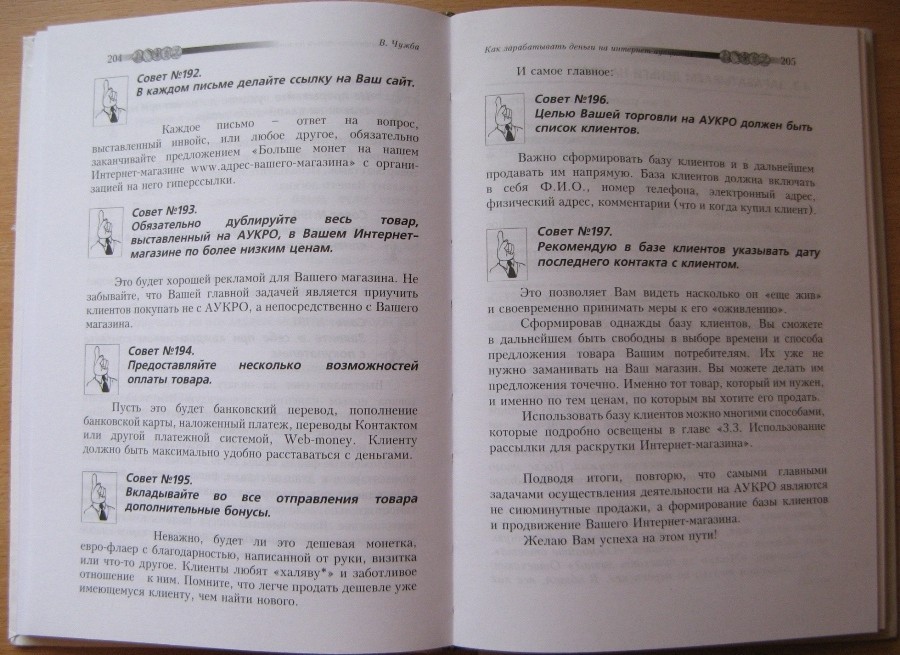 204
В. Чужба
Совет №192.
В каждом письме делайте ссылку на Ваш сайт.
Каждое письмо – ответ на вопрос,
выставленный инвойс, или любое другое, обязательно
заканчивайте предложением «Больше монет на нашем
Интернет-магазине www.адрес-вашего-магазина» с органи-
зацией на него гиперссылки.
Совет №193.
Обязательно дублируйте весь товар,
выставленный на АУКРО, в Вашем Интернет-
магазине по более низким ценам.
Это будет хорошей рекламой для Вашего магазина. Не
забывайте, что Вашей главной задачей является приучить
клиентов покупать не с АУКРО, а непосредственно с Вашего
магазина.
Совет №194.
Предоставляйте несколько возможностей
оплаты товара.
Пусть это будет банковский перевод, пополнение
банковской карты, наложенный платеж, переводы Контактом
или другой платежной системой, Web-money. Клиенту
должно быть максимально удобно расставаться с деньгами.
Совет №195.
Вкладывайте во все отправления товара
дополнительные бонусы.
Неважно, будет ли это дешевая монетка,
евро-флаер с благодарностью, написанной от руки, визитка
или что-то другое. Клиенты любят «халяву*» и заботливое
отношение к ним. Помните, что легче продать дешевле уже
имеющемуся клиенту, чем найти нового.
Как зарабатывать деньги на интернет
205
И самое главное:
Совет №196.
Целью Вашей торговли на АУКРО должен быть
список клиентов.
Важно сформировать базу клиентов и в дальнейшем
продавать им напрямую. База клиентов должна включать
в себя Ф.И.О., номер телефона, электронный адрес,
физический адрес, комментарии (что и когда купил клиент).
Совет №197.
Рекомендую в базе клиентов указывать дату
последнего контакта с клиентом.
Это позволяет Вам видеть насколько он «еще жив»
и своевременно принимать меры к его «оживлению».
Сформировав однажды базу клиентов, Вы сможете
в дальнейшем быть свободны в выборе времени и способа
предложения товара Вашим потребителям. Их уже не
нужно заманивать на Ваш магазин. Вы можете делать им
предложения точечно. Именно тот товар, который им нужен,
и именно по тем ценам, по которым вы хотите его продать.
Использовать базу клиентов можно многими способами,
которые подробно освещены в главе «3.3. Использование
рассылки для раскрутки Интернет-магазина».
Подводя итоги, повторю, что самыми главными
задачами осуществления деятельности на АУКРО являются
не сиюминутные продажи, а формирование базы клиентов
и продвижение Вашего Интернет-магазина.
Желаю Вам успеха на этом пути!